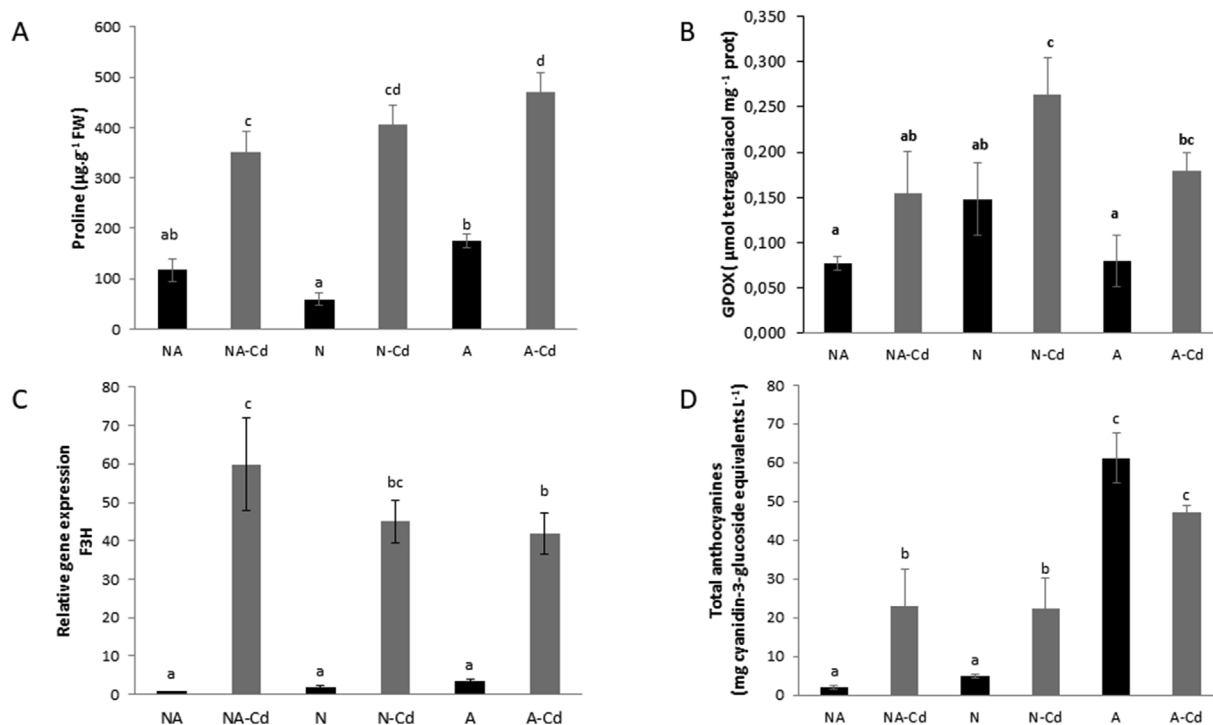 A
Proline (µg.g⁻¹ FW)
600
500
400
300
200
100
0
ab
c
a
cd
b
d
NA
NA-Cd
N
N-Cd
A
A-Cd
B
GPOX( µmol tetraguaiacol mg⁻¹ prot)
0,350
0,300
0,250
0,200
0,150
0,100
0,050
0,000
a
ab
ab
c
a
bc
NA
NA-Cd
N
N-Cd
A
A-Cd
C
Relative gene expression
F3H
80
70
60
50
40
30
20
10
0
a
c
a
bc
a
b
NA
NA-Cd
N
N-Cd
A
A-Cd
D
Total anthocyanines
(mg cyanidin-3-glucoside equivalents L⁻¹)
80
70
60
50
40
30
20
10
0
a
b
a
b
c
c
NA
NA-Cd
N
N-Cd
A
A-Cd